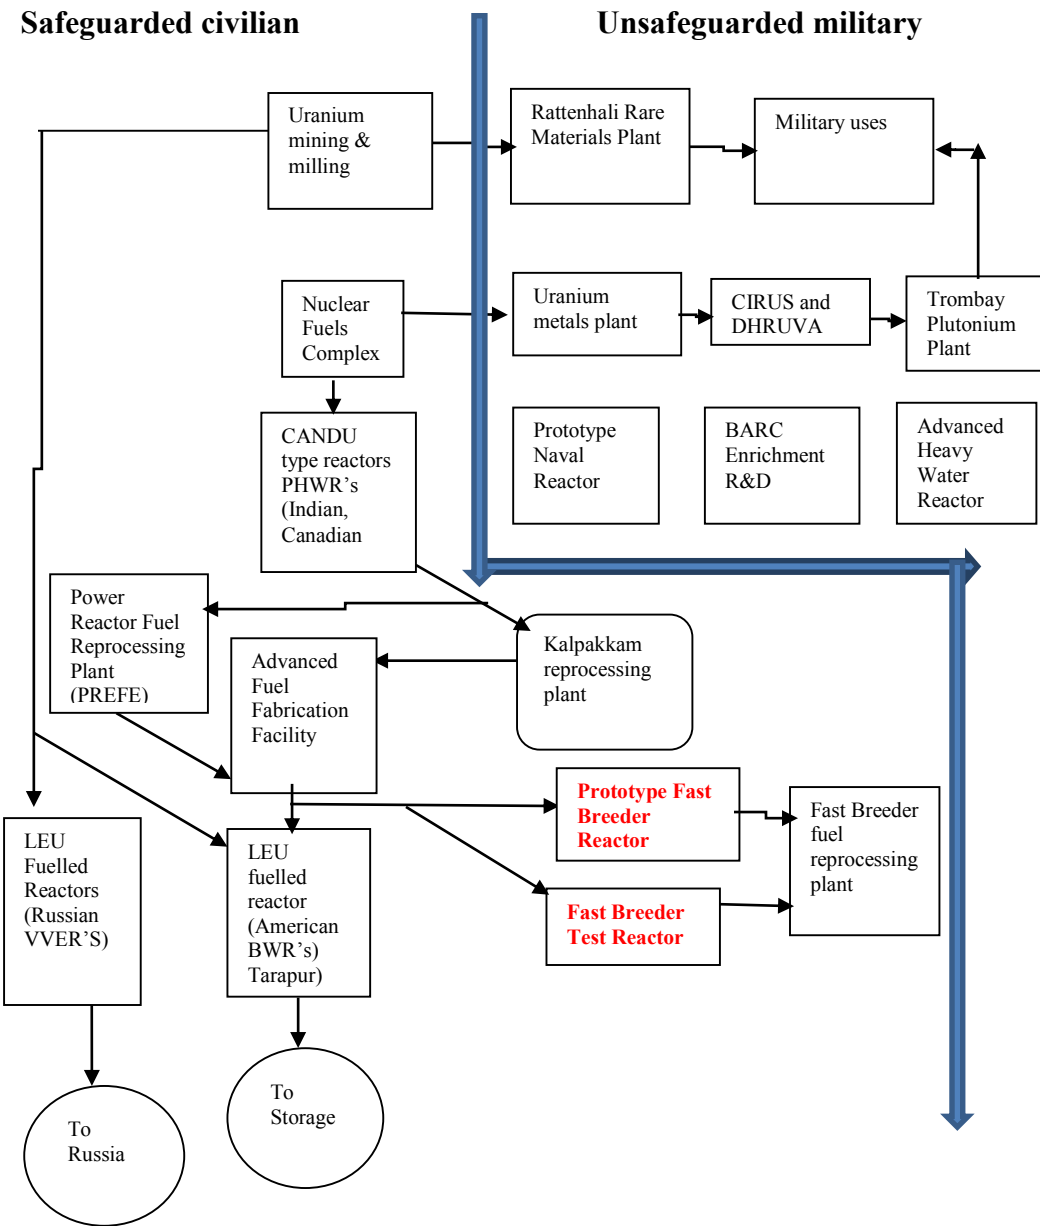 Safeguarded civilian
Unsafeguarded military
Uranium
mining &
milling
Rattenhali Rare
Materials Plant
Military uses
Nuclear
Fuels
Complex
Uranium
metals plant
CIRUS and
DHRUVA
Trombay
Plutonium
Plant
CANDU
type reactors
PHWR's
(Indian,
Canadian
Prototype
Naval
Reactor
BARC
Enrichment
R&D
Advanced
Heavy
Water
Reactor
Power
Reactor Fuel
Reprocessing
Plant
(PREFE)
Advanced
Fuel
Fabrication
Facility
Kalpakkam
reprocessing
plant
Prototype Fast
Breeder
Reactor
Fast Breeder
fuel
reprocessing
plant
LEU
Fuelled
Reactors
(Russian
VVER'S)
LEU
fuelled
reactor
(American
BWR's)
Tarapur)
Fast Breeder
Test Reactor
To
Russia
To
Storage